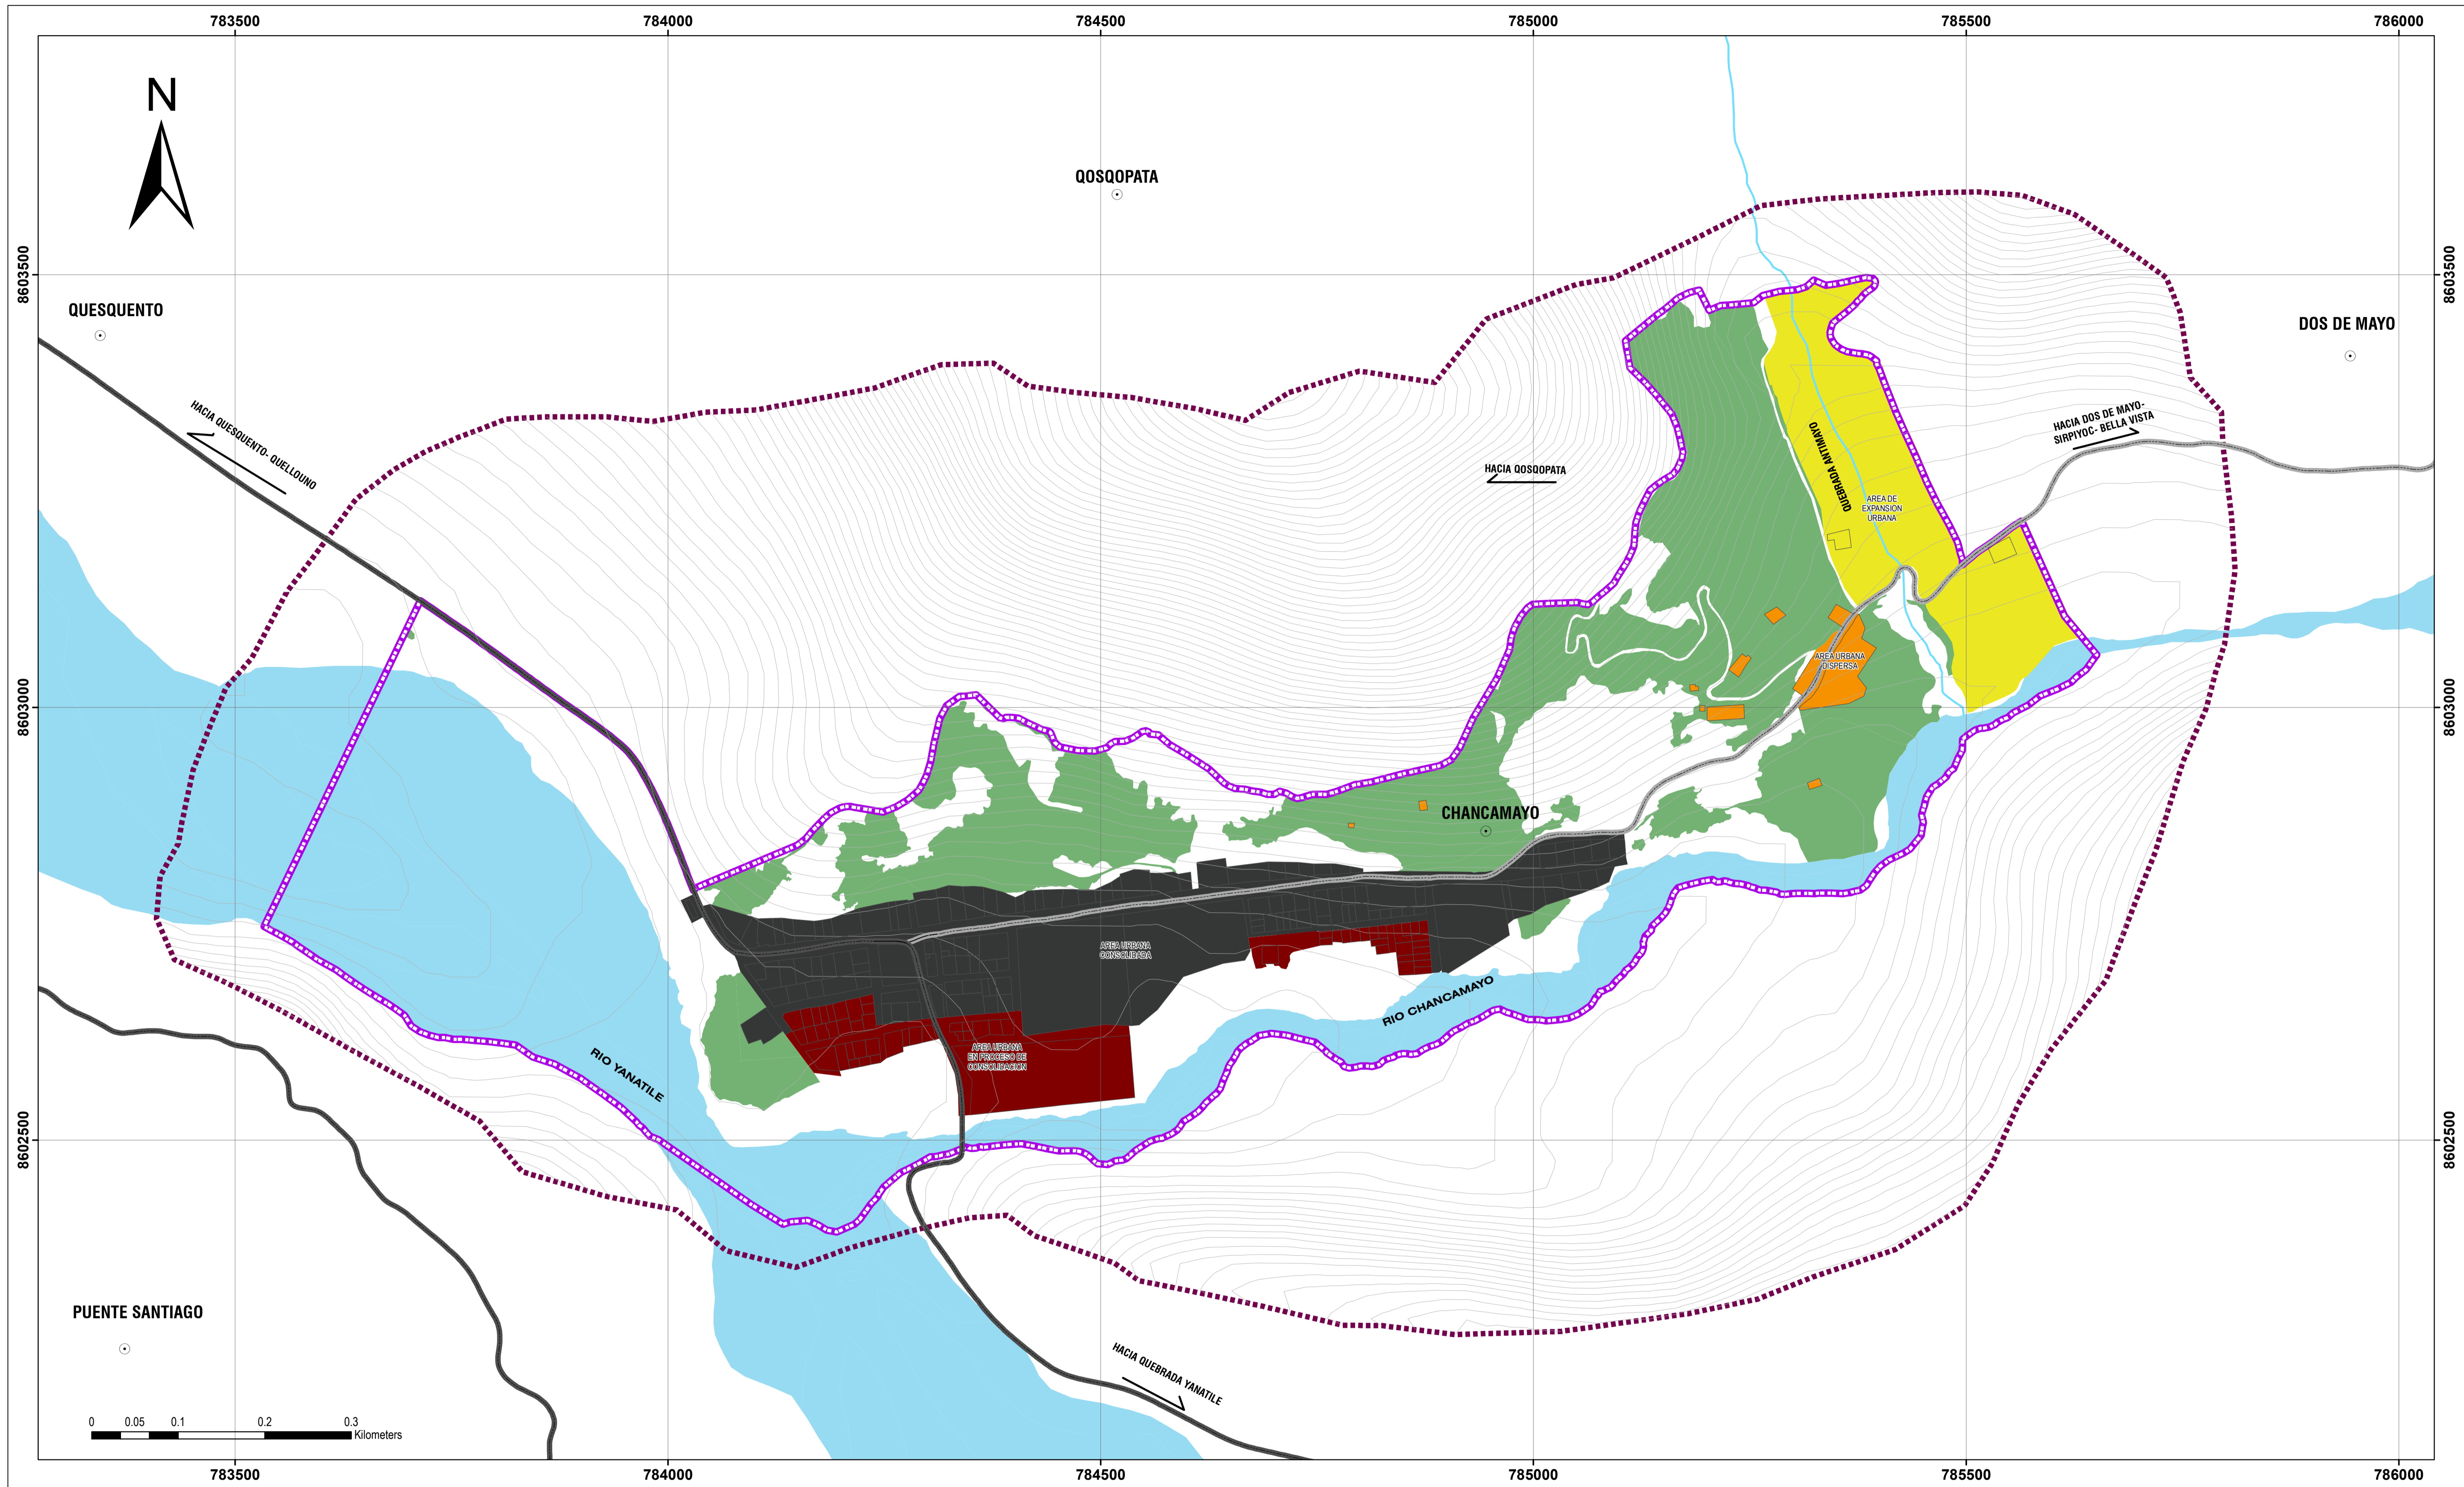 783500 784000 784500 785000 785500 786000
N
QOSQOPATA
8603500 8603500
QUESQUENTO
DOS DE MAYO
HACIA QUESQUENTO- QUELLOUNO
HACIA DOS DE MAYO-
SIRPIYOC- BELLA VISTA
HACIA QOSQOPATA
QUEBRADA ANTIMAYO
AREA DE
EXPANSION
URBANA
AREA URBANA
DISPERSA
8603000 8603000
CHANCAMAYO
AREA URBANA
CONSOLIDADA
RIO CHANCAMAYO
AREA URBANA
EN PROCESO DE
CONSOLIDACION
RIO YANATILE
8602500 8602500
PUENTE SANTIAGO
HACIA QUEBRADA YANATILE
0 0.05 0.1 0.2 0.3
Kilometers
783500 784000 784500 785000 785500 786000